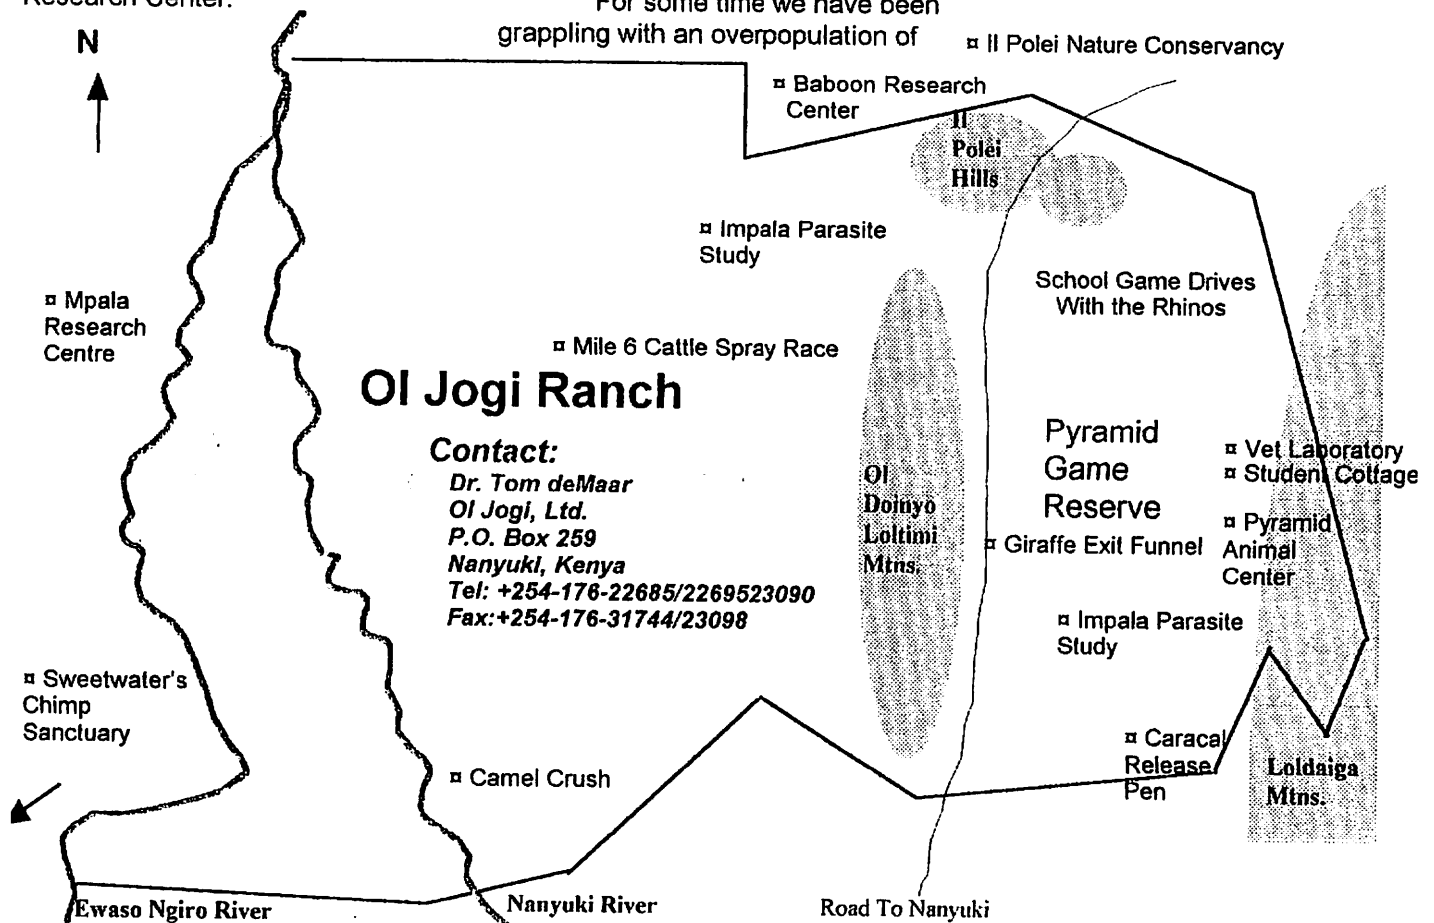 Research Center.
For some time we have been
grappling with an overpopulation of
N
¤ Il Polei Nature Conservancy
¤ Baboon Research
Center
Il
Polei
Hills
¤ Impala Parasite
Study
School Game Drives
With the Rhinos
¤ Mpala
Research
Centre
¤ Mile 6 Cattle Spray Race
Ol Jogi Ranch
Contact:
Dr. Tom deMaar
Ol Jogi, Ltd.
P.O. Box 259
Nanyuki, Kenya
Tel: +254-176-22685/2269523090
Fax:+254-176-31744/23098
Ol
Doinyo
Loltimi
Mtns.
Pyramid
Game
Reserve
¤ Vet Laboratory
¤ Student Cottage
¤ Pyramid
Animal
Center
¤ Giraffe Exit Funnel
¤ Impala Parasite
Study
¤ Sweetwater's
Chimp
Sanctuary
¤ Camel Crush
¤ Caracal
Release
Pen
Loldaiga
Mtns.
Ewaso Ngiro River
Nanyuki River
Road To Nanyuki